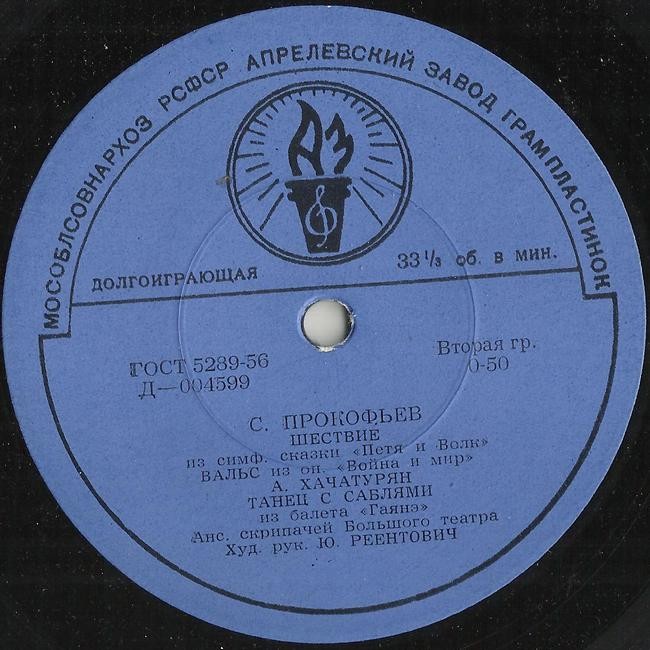 МОСОБЛСОВНАРХОЗ РСФСР АПРЕЛЕВСКИЙ ЗАВОД ГРАМПЛАСТИНОК
АЗ
ДОЛГОИГРАЮЩАЯ
33⅓ об. в мин.
ГОСТ 5289-56
Д—004599
Вторая гр.
0-50
С. ПРОКОФЬЕВ
ШЕСТВИЕ
из симф. сказки «Петя и Волк»
ВАЛЬС из оп. «Война и мир»
А. ХАЧАТУРЯН
ТАНЕЦ С САБЛЯМИ
из балета «Гаянэ»
Анс. скрипачей Большого театра
Худ. рук. Ю. РЕЕНТОВИЧ